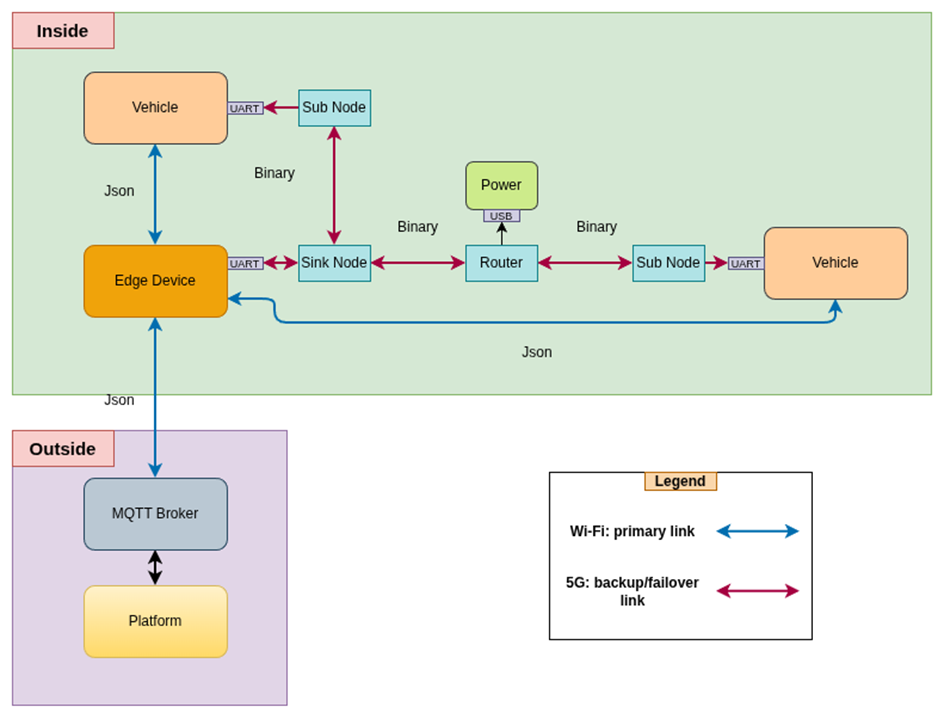 Inside
Vehicle
UART
Sub Node
Json
Binary
Power
USB
Binary
Binary
Edge Device
UART
Sink Node
Router
Sub Node
UART
Vehicle
Json
Json
Outside
MQTT Broker
Platform
Legend
Wi-Fi: primary link
5G: backup/failover
link